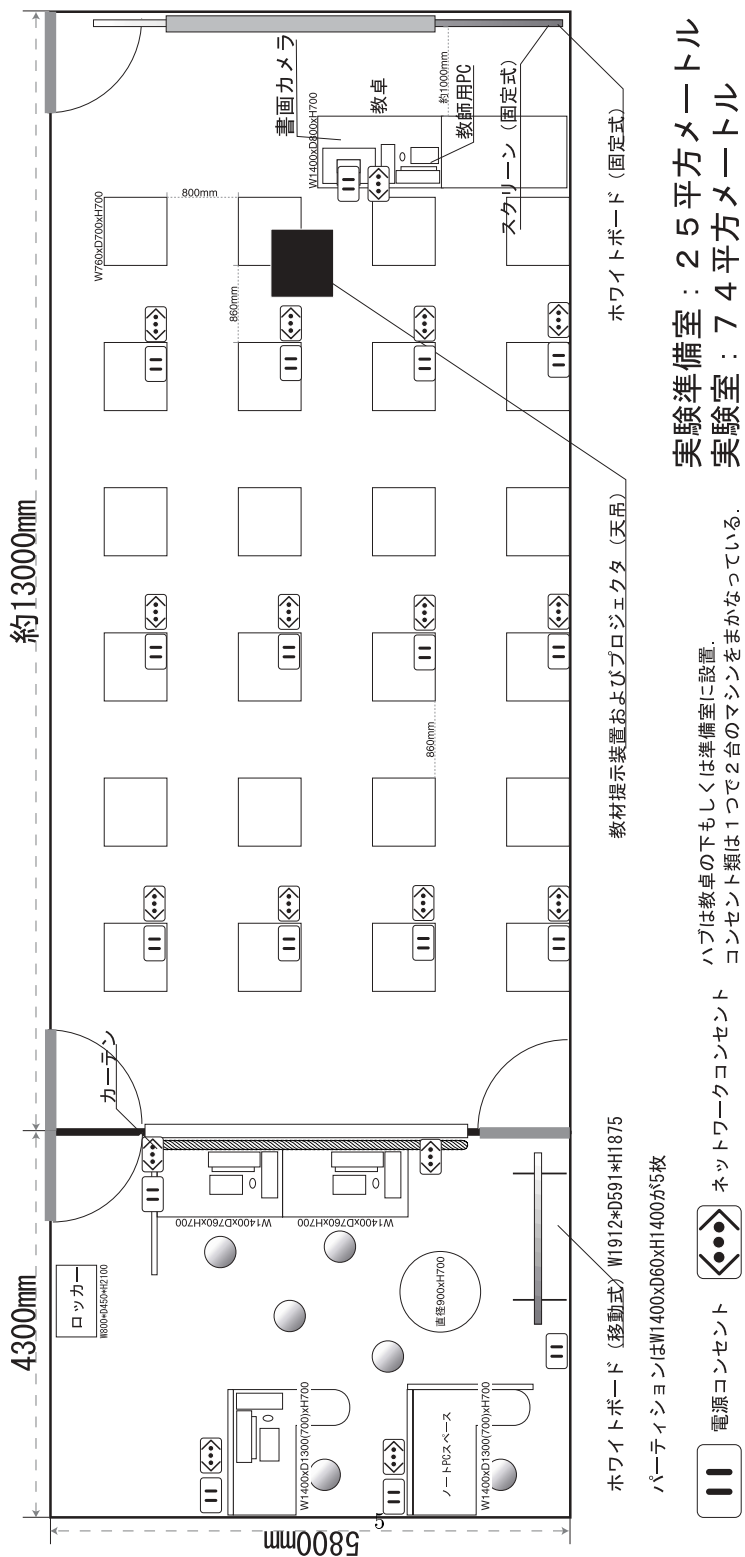 約13000mm
4300mm
5800mm
書画カメラ
教卓
W1400xD800xH700
約1000mm
教師用PC
スクリーン（固定式）
ホワイトボード（固定式）
W760xD700xH700
800mm
860mm
860mm
教材提示装置およびプロジェクタ（天吊）
カーテン
ロッカー
W800*D450*H2100
W1400xD760xH700
W1400xD760xH700
直径900xH700
W1400xD1300(700)xH700
ノートPCスペース
W1400xD1300(700)xH700
ホワイトボード（移動式）W1912*D591*H1875
パーティションはW1400xD60xH1400が5枚
電源コンセント
ネットワークコンセント
ハブは教卓の下もしくは準備室に設置．
コンセント類は１つで２台のマシンをまかなっている．
実験準備室：２５平方メートル
実験室：７４平方メートル
5